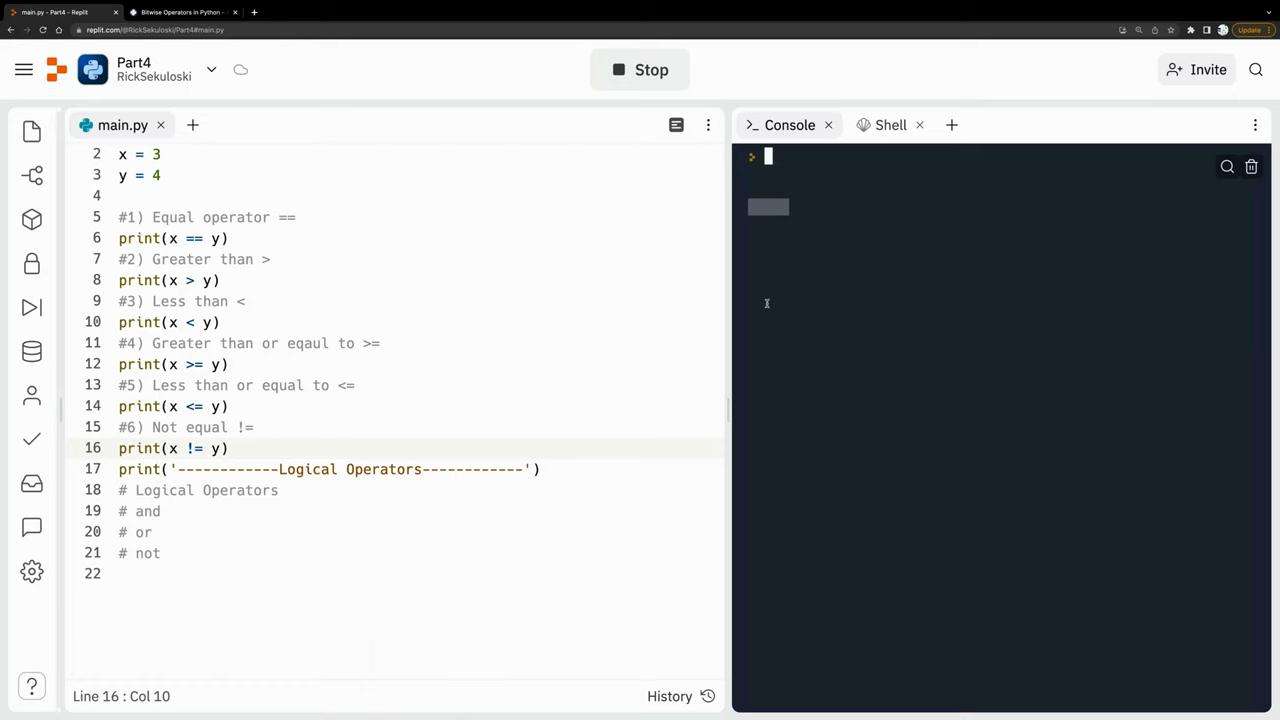 main.py - Part4 - Replit
Bitwise Operators in Python -
replit.com/@RickSekuloski/Part4#main.py
Update
Part4
RickSekuloski
Stop
Invite
main.py
Console
Shell
2 x = 3
3 y = 4
4
5 #1) Equal operator ==
6 print(x == y)
7 #2) Greater than >
8 print(x > y)
9 #3) Less than <
10 print(x < y)
11 #4) Greater than or eqaul to >=
12 print(x >= y)
13 #5) Less than or equal to <=
14 print(x <= y)
15 #6) Not equal !=
16 print(x != y)
17 print('------------Logical Operators------------')
18 # Logical Operators
19 # and
20 # or
21 # not
22
Line 16 : Col 10
History